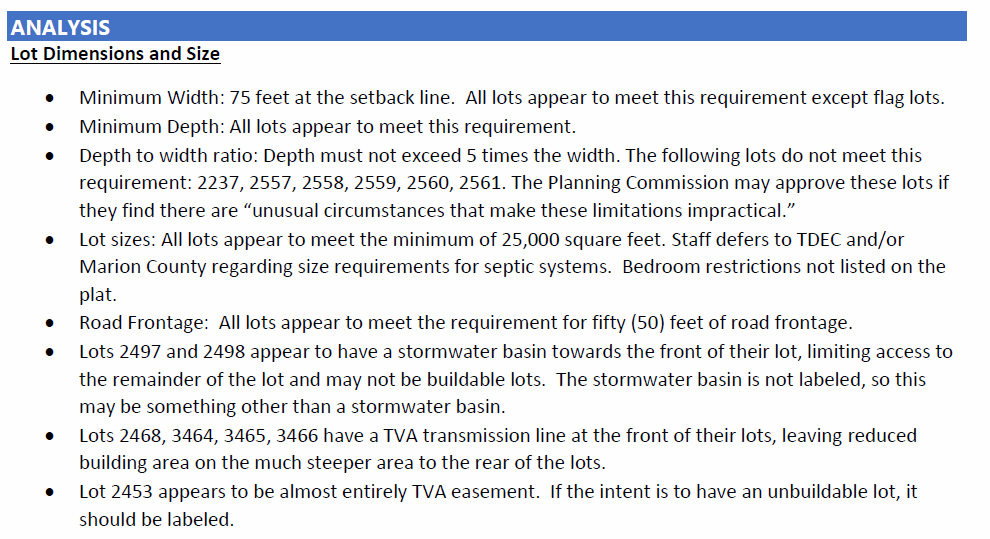 ANALYSIS
Lot Dimensions and Size
• Minimum Width: 75 feet at the setback line.  All lots appear to meet this requirement except flag lots.
• Minimum Depth: All lots appear to meet this requirement.
• Depth to width ratio: Depth must not exceed 5 times the width. The following lots do not meet this
requirement: 2237, 2557, 2558, 2559, 2560, 2561. The Planning Commission may approve these lots if
they find there are “unusual circumstances that make these limitations impractical.”
• Lot sizes: All lots appear to meet the minimum of 25,000 square feet. Staff defers to TDEC and/or
Marion County regarding size requirements for septic systems.  Bedroom restrictions not listed on the
plat.
• Road Frontage:  All lots appear to meet the requirement for fifty (50) feet of road frontage.
• Lots 2497 and 2498 appear to have a stormwater basin towards the front of their lot, limiting access to
the remainder of the lot and may not be buildable lots.  The stormwater basin is not labeled, so this
may be something other than a stormwater basin.
• Lots 2468, 3464, 3465, 3466 have a TVA transmission line at the front of their lots, leaving reduced
building area on the much steeper area to the rear of the lots.
• Lot 2453 appears to be almost entirely TVA easement.  If the intent is to have an unbuildable lot, it
should be labeled.